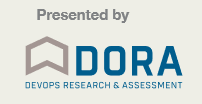 Presented by
DORA
DEVOPS RESEARCH & ASSESSMENT